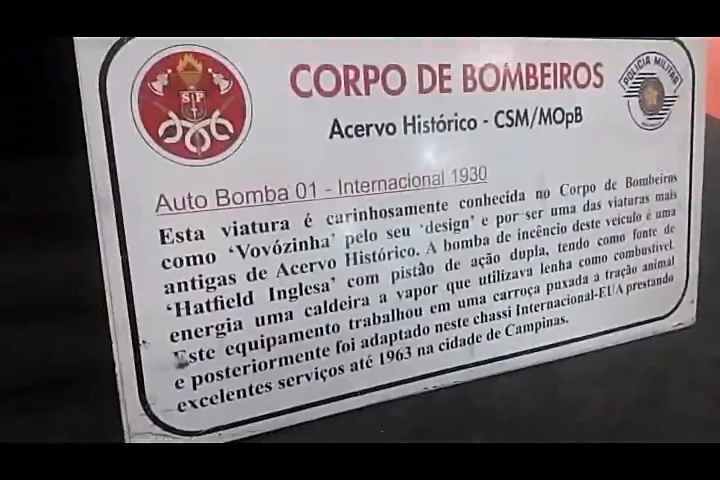 CORPO DE BOMBEIROS
SP
POLICIA MILITAR
Acervo Histórico - CSM/MOpB
Auto Bomba 01 - Internacional 1930
Esta viatura é carinhosamente conhecida no Corpo de Bombeiros
como ‘Vovózinha’ pelo seu ‘design’ e por ser uma das viaturas mais
antigas de Acervo Histórico. A bomba de incêncio deste veículo é uma
‘Hatfield Inglesa’ com pistão de ação dupla, tendo como fonte de
energia uma caldeira a vapor que utilizava lenha como combustível.
Este equipamento trabalhou em uma carroça puxada a tração animal
e posteriormente foi adaptado neste chassi Internacional-EUA prestando
excelentes serviços até 1963 na cidade de Campinas.